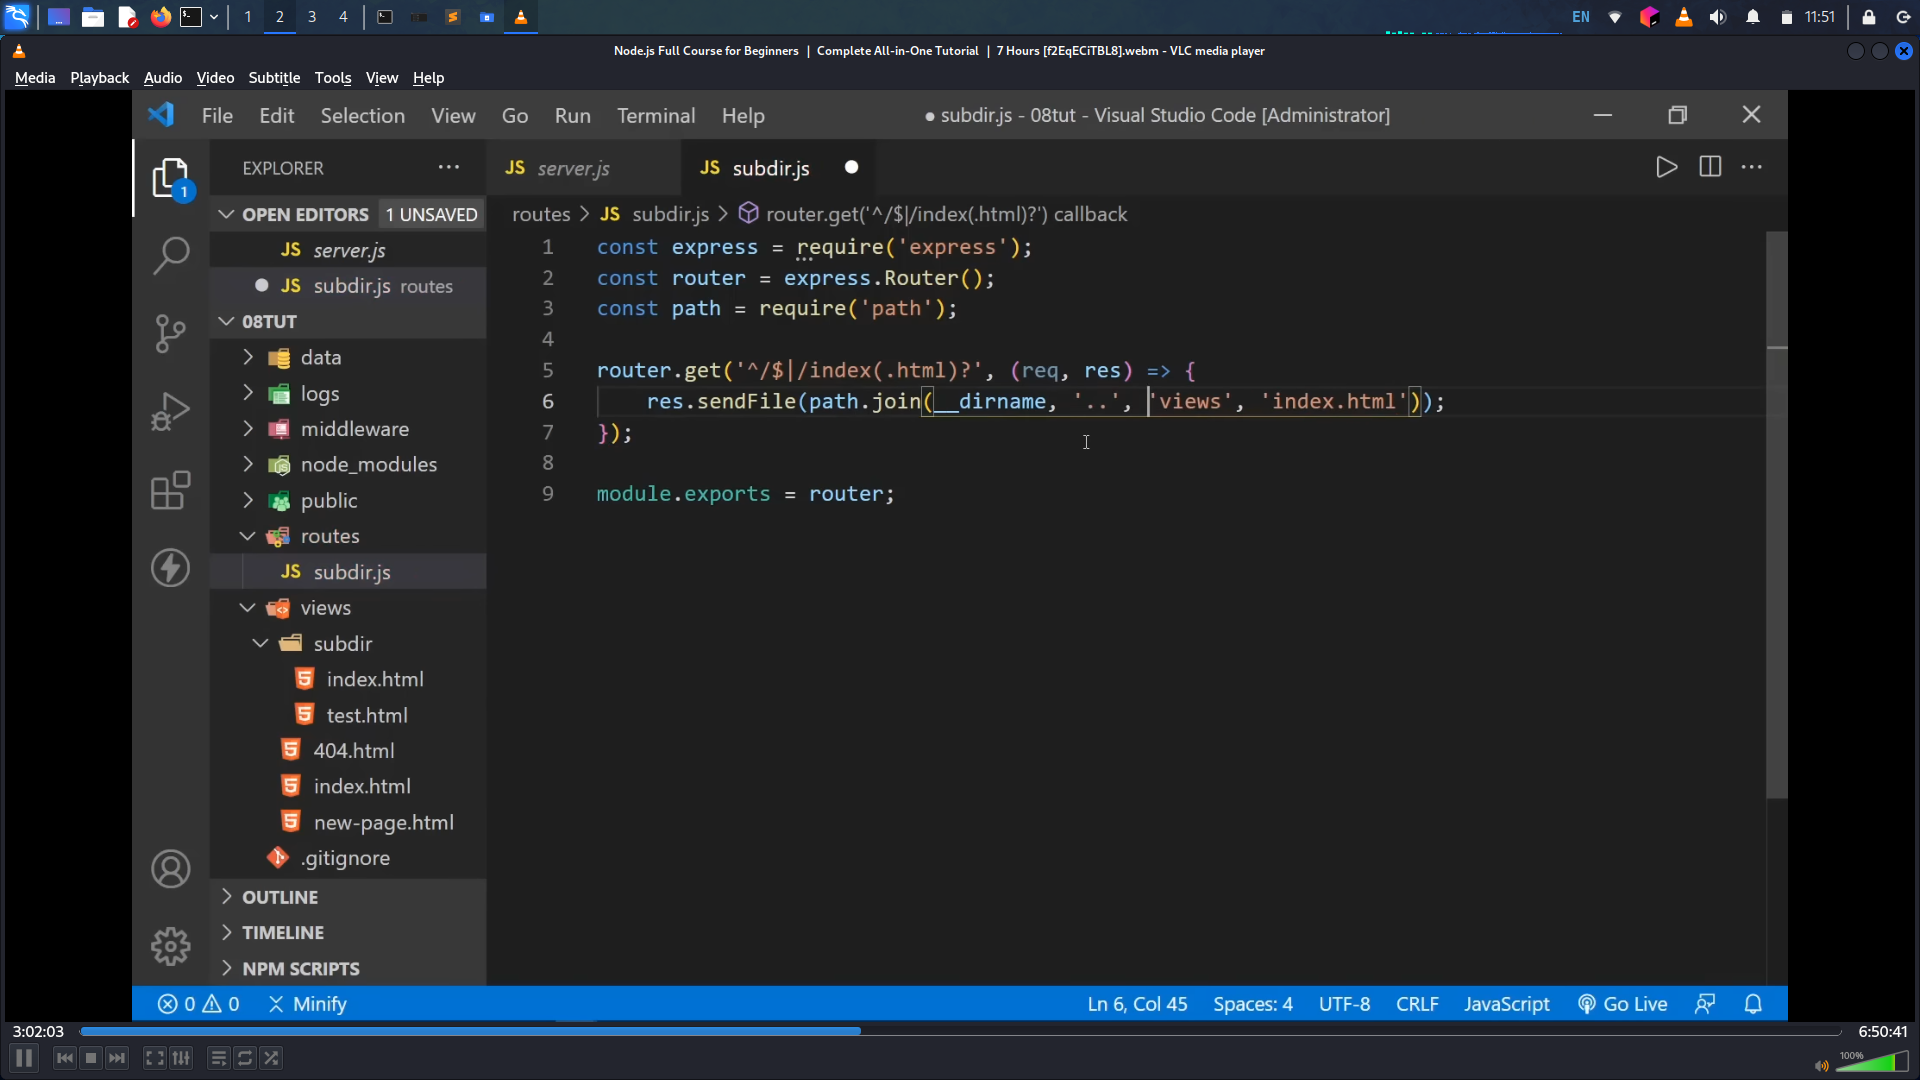 1 2 3 4 EN 11:51
Node.js Full Course for Beginners | Complete All-in-One Tutorial | 7 Hours [f2EqECiTBL8].webm - VLC media player
Media Playback Audio Video Subtitle Tools View Help
File Edit Selection View Go Run Terminal Help ● subdir.js - 08tut - Visual Studio Code [Administrator]
EXPLORER ··· JS server.js JS subdir.js ● ···
1
OPEN EDITORS 1 UNSAVED
routes > JS subdir.js > router.get('^/$|/index(.html)?') callback
JS server.js
● JS subdir.js routes
08TUT
data
logs
middleware
node_modules
public
routes
JS subdir.js
views
subdir
index.html
test.html
404.html
index.html
new-page.html
.gitignore
OUTLINE
TIMELINE
NPM SCRIPTS
1 const express = require('express');
2 const router = express.Router();
3 const path = require('path');
4
5 router.get('^/$|/index(.html)?', (req, res) => {
6 res.sendFile(path.join(__dirname, '..', 'views', 'index.html'));
7 });
8
9 module.exports = router;
0 0 Minify Ln 6, Col 45 Spaces: 4 UTF-8 CRLF JavaScript Go Live
3:02:03 6:50:41
100%